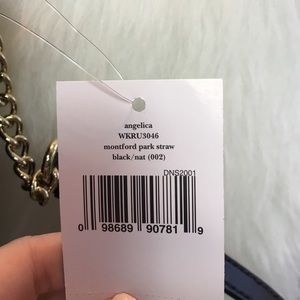 angelica
WKRU3046
montford park straw
black/nat (002)
DNS2001
0 98689 90781 9